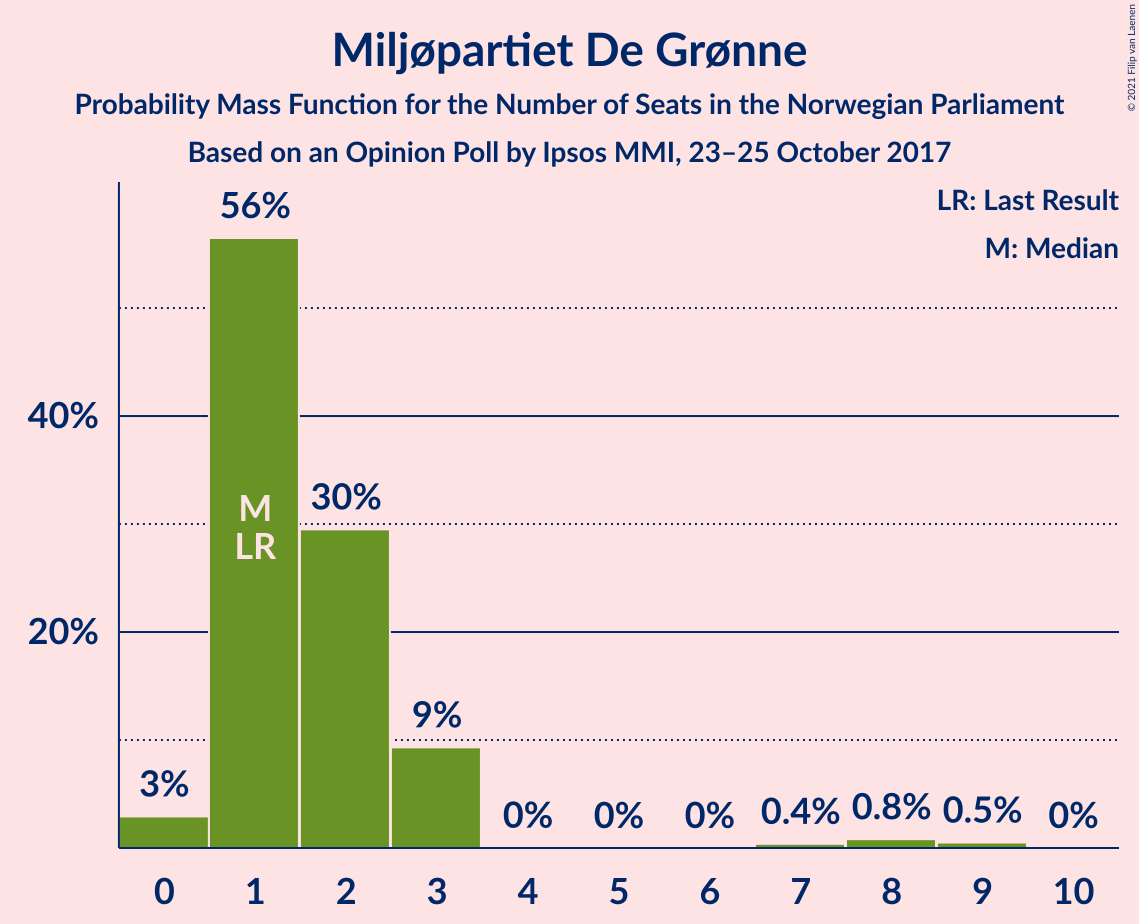 Miljøpartiet De Grønne
Probability Mass Function for the Number of Seats in the Norwegian Parliament
Based on an Opinion Poll by Ipsos MMI, 23–25 October 2017
© 2021 Filip van Laenen
LR: Last Result
M: Median
56%
40%
M
LR
30%
20%
9%
3%
0%
0%
0%
0.4%
0.8%
0.5%
0%
0 1 2 3 4 5 6 7 8 9 10